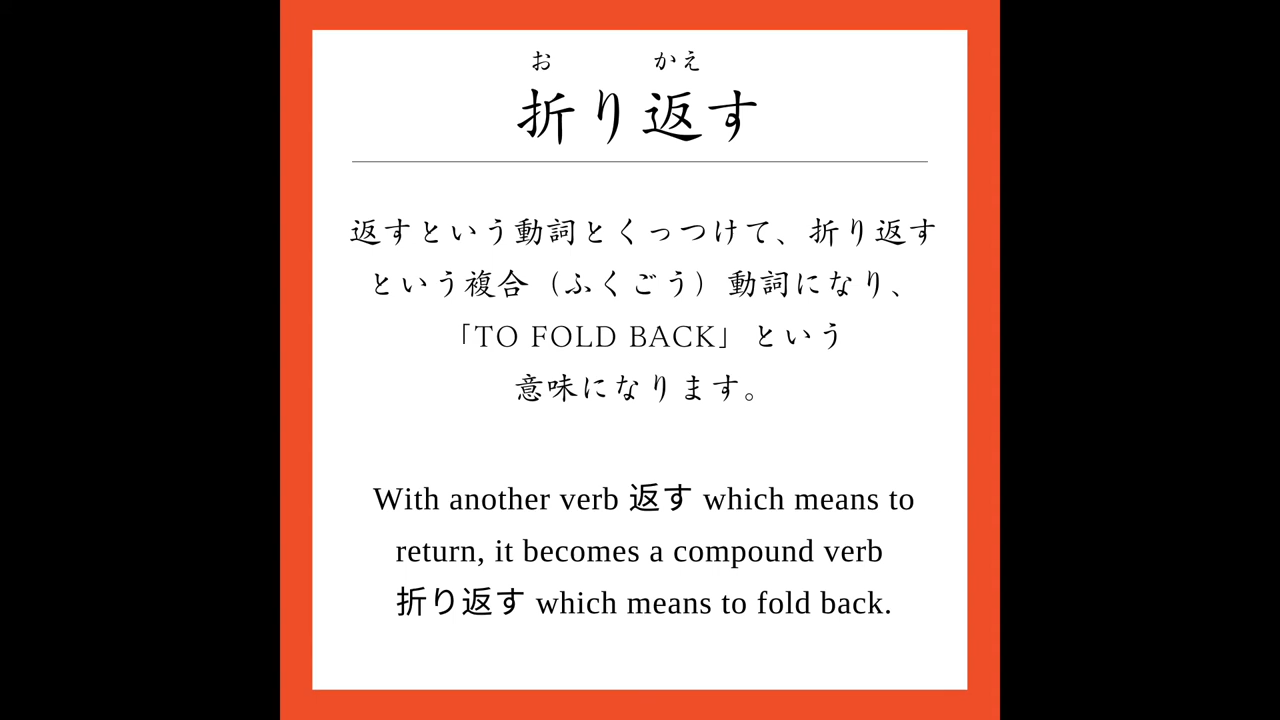 お かえ
折り返す
返すという動詞とくっつけて、折り返す
という複合（ふくごう）動詞になり、
「TO FOLD BACK」という
意味になります。
With another verb 返す which means to
return, it becomes a compound verb
折り返す which means to fold back.